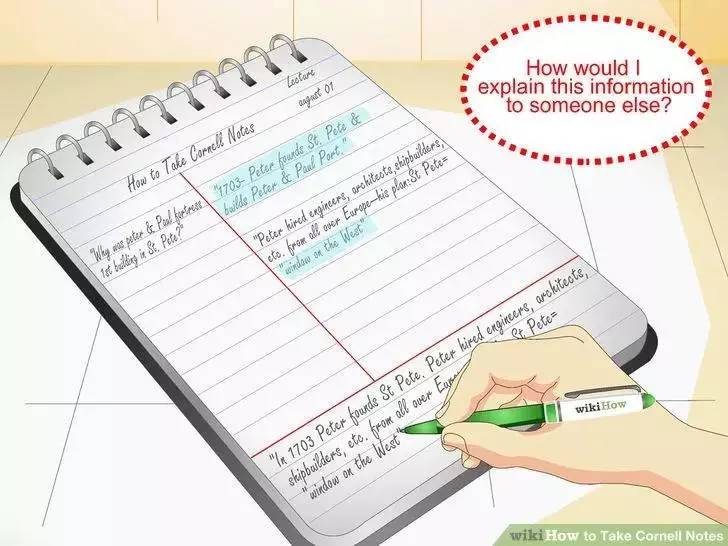 Lecture
august 01
How to Take Cornell Notes
"1703- Peter founds St. Pete &
builds Peter & Paul Port."
"Why was peter & Paul fortress
1st building in St. Pete?"
"Peter hired engineers, architects, shipbuilders,
etc. from all over Europe—his plan:St. Pete=
"window on the West"
"In 1703 Peter founds St Pete. Peter hired engineers, architects,
shipbuilders, etc. from all over St. Pete=
"window on the West"
How would I
explain this information
to someone else?
wikiHow
wikiHow to Take Cornell Notes